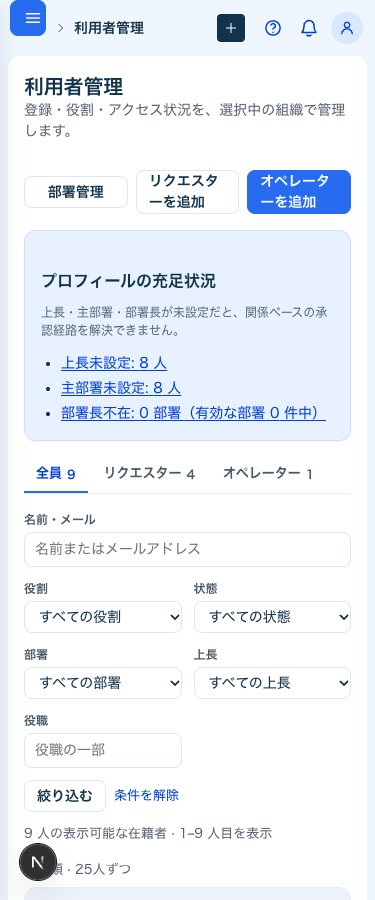 利用者管理
利用者管理
登録・役割・アクセス状況を、選択中の組織で管理
します。
部署管理
リクエスタ
ーを追加
オペレータ
ーを追加
プロフィールの充足状況
上長・主部署・部署長が未設定だと、関係ベースの承
認経路を解決できません。
• 上長未設定: 8 人
• 主部署未設定: 8 人
• 部署長不在: 0 部署（有効な部署 0 件中）
全員 9 リクエスター 4 オペレーター 1
名前・メール
名前またはメールアドレス
役割 状態
すべての役割 すべての状態
部署 上長
すべての部署 すべての上長
役職
役職の一部
絞り込む 条件を解除
9 人の表示可能な在籍者 · 1–9 人目を表示
N
順 · 25人ずつ